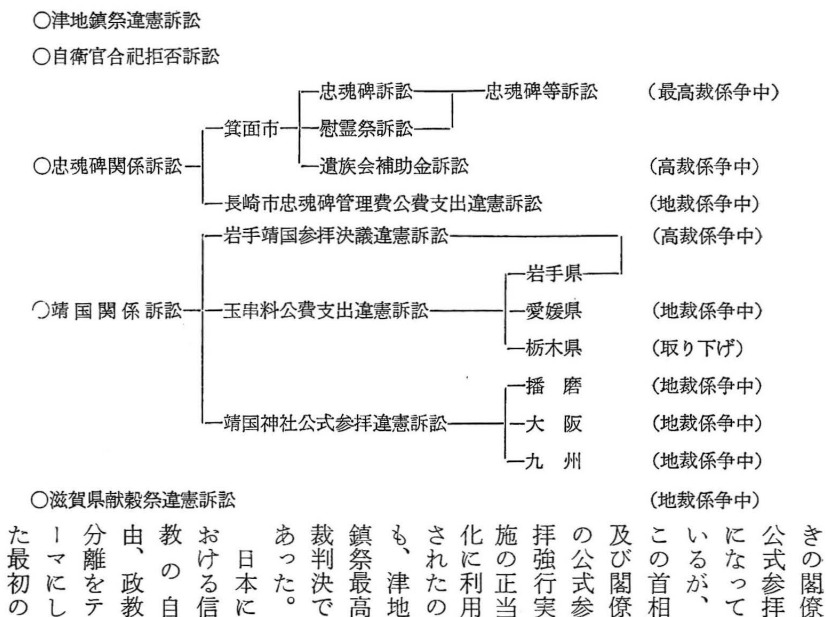 ○津地鎮祭違憲訴訟
○自衛官合祀拒否訴訟
○忠魂碑関係訴訟
箕面市
忠魂碑訴訟
慰霊祭訴訟
忠魂碑等訴訟 (最高裁係争中)
遺族会補助金訴訟 (高裁係争中)
長崎市忠魂碑管理費公費支出違憲訴訟 (地裁係争中)
○靖国関係訴訟
岩手靖国参拝決議違憲訴訟 (高裁係争中)
玉串料公費支出違憲訴訟
岩手県
愛媛県 (地裁係争中)
栃木県 (取り下げ)
靖国神社公式参拝違憲訴訟
播磨 (地裁係争中)
大阪 (地裁係争中)
九州 (地裁係争中)
○滋賀県献穀祭違憲訴訟 (地裁係争中)
きの閣僚
公式参拝
になって
いるが、
この首相
及び閣僚
の公式参
拝強行実
施の正当
化に利用
されたの
も、津地
鎮祭最高
裁判決で
あった。
日本に
おける信
教の自
由、政教
分離をテ
ーマにし
た最初の